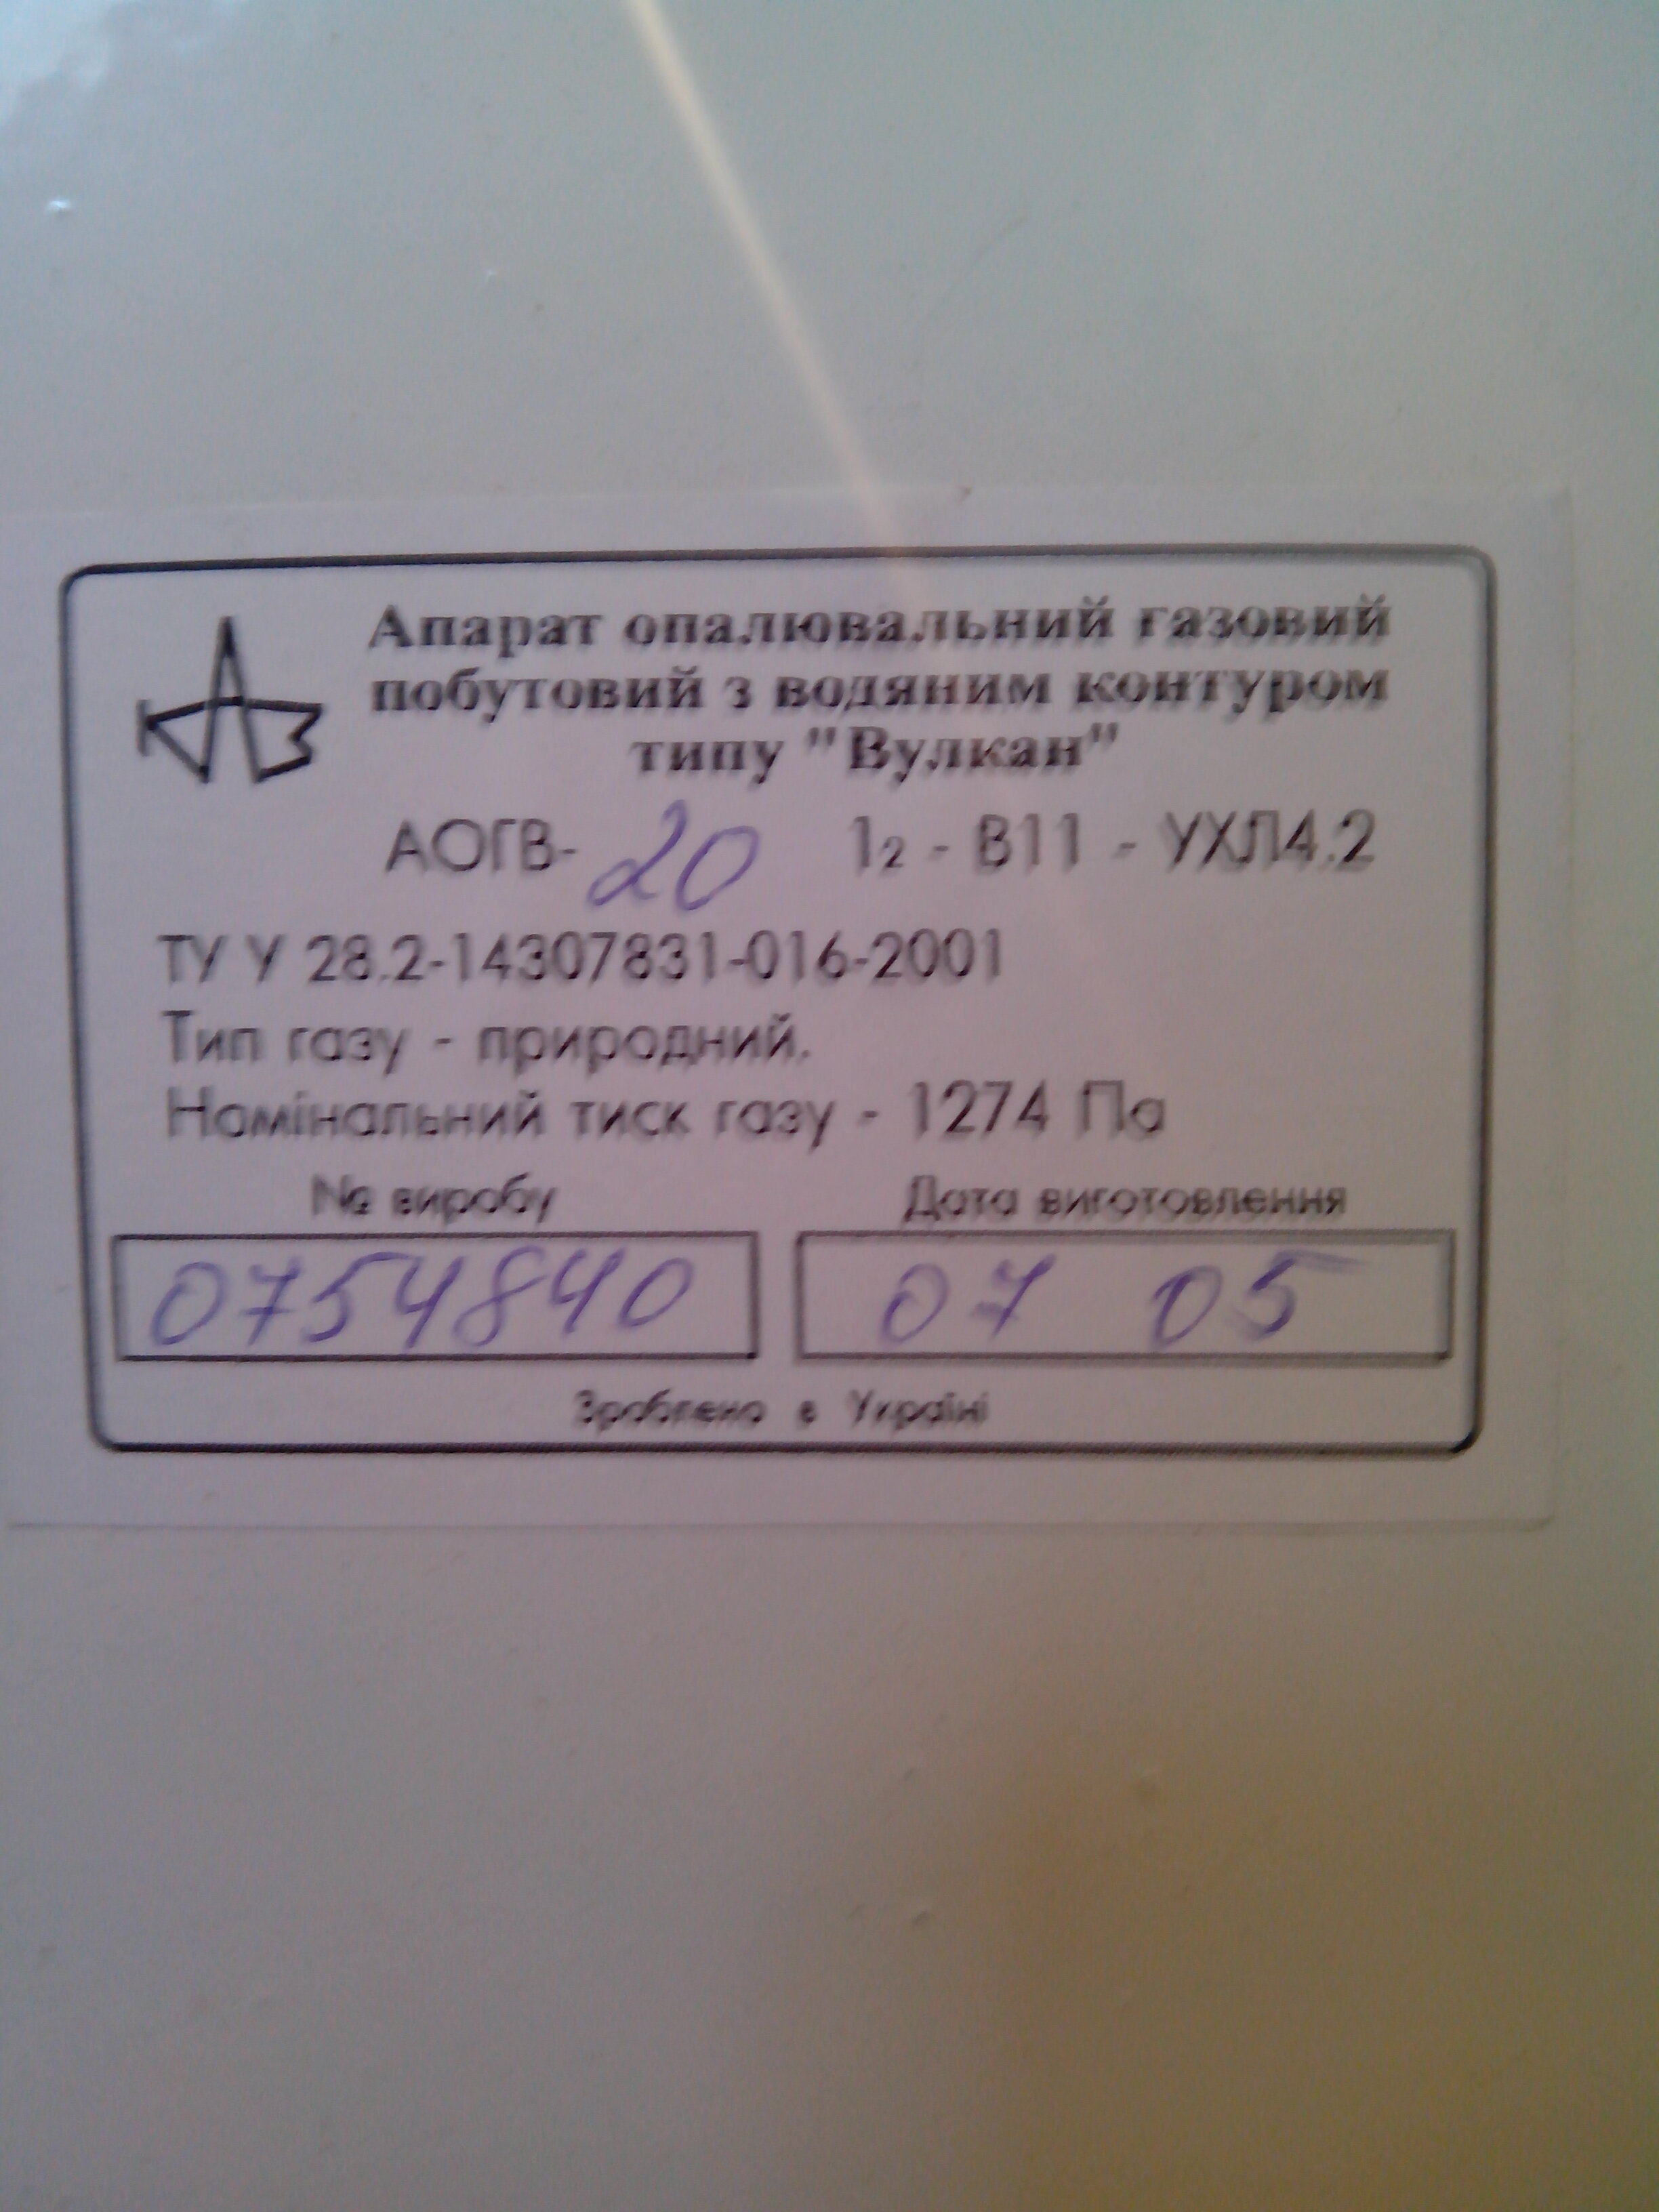 КАЗ
Апарат опалювальний газовий
побутовий з водяним контуром
типу "Вулкан"
АОГВ-20 12 - В11 - УХЛ4.2
ТУ У 28.2-14307831-016-2001
Тип газу - природний.
Номінальний тиск газу - 1274 Па
№ виробу Дата виготовлення
0754840 07 05
Зроблено в Україні